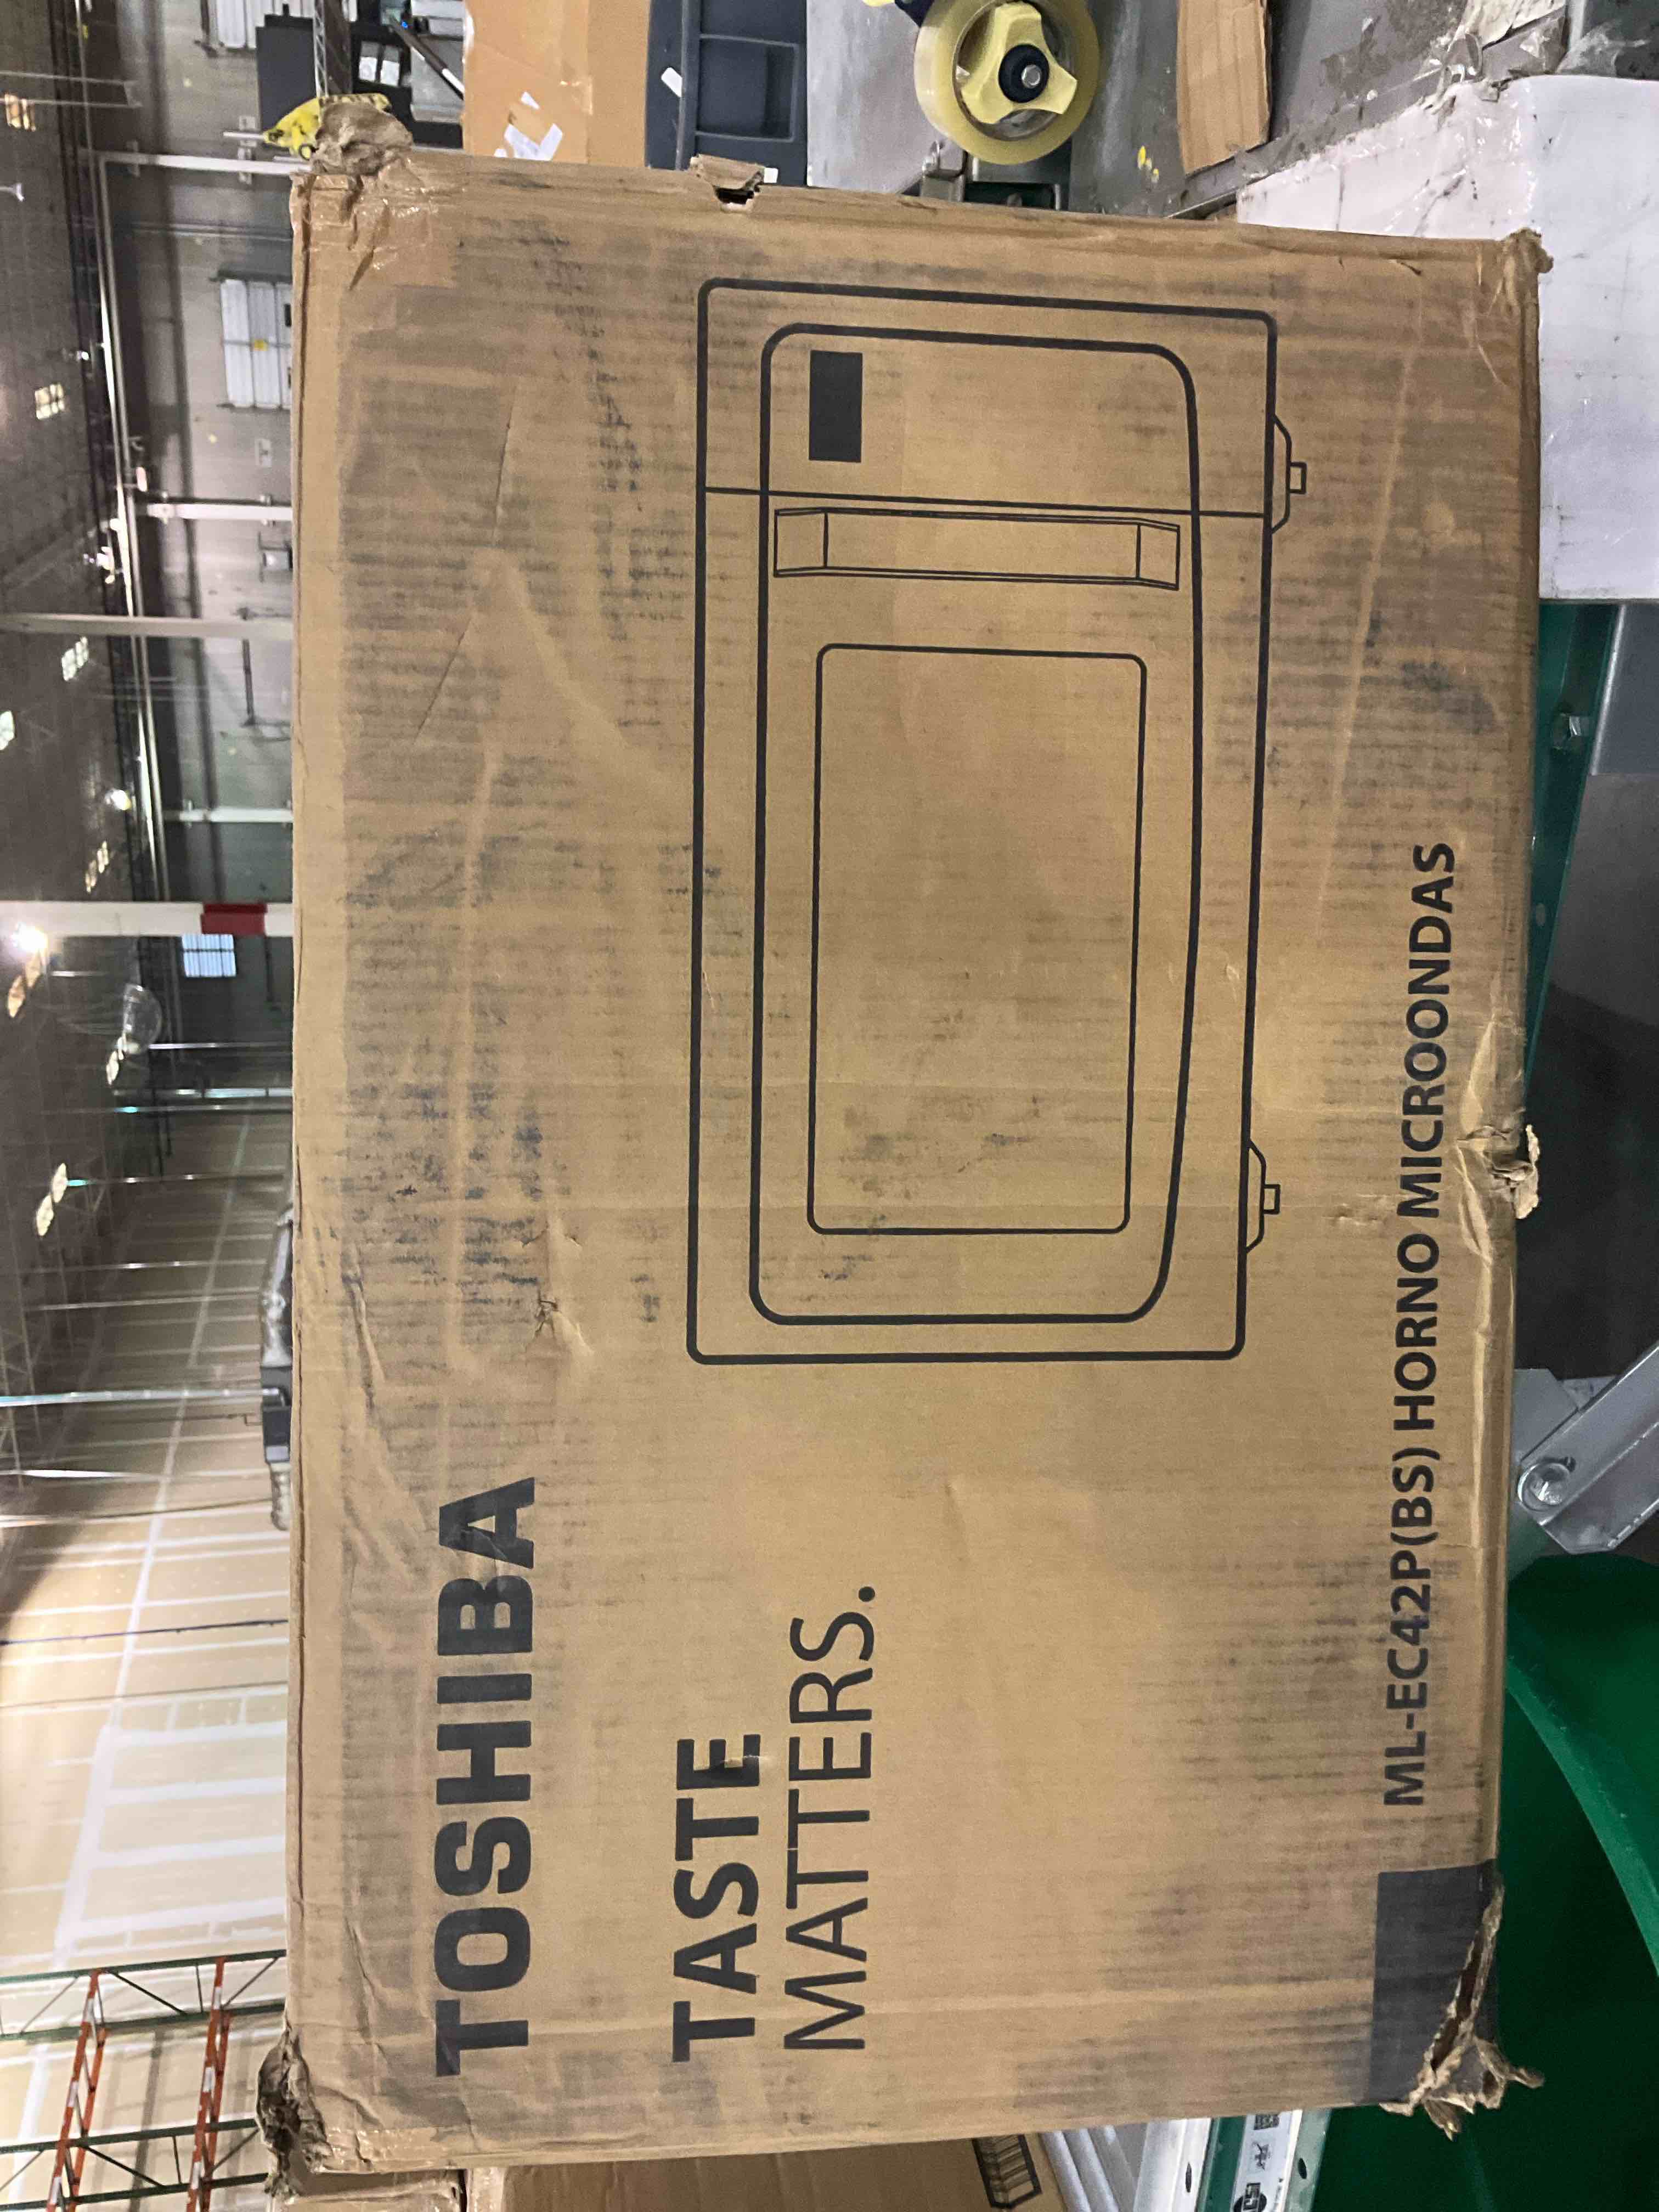 TOSHIBA
TASTE
MATTERS.
ML-EC42P(BS) HORNO MICROONDAS